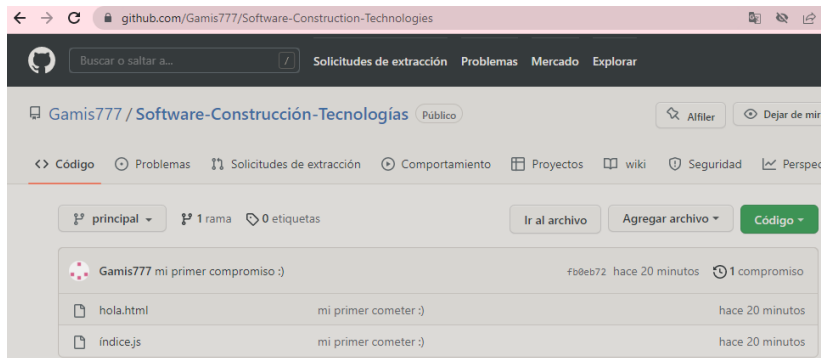 github.com/Gamis777/Software-Construction-Technologies
Buscar o saltar a... / Solicitudes de extracción Problemas Mercado Explorar
Gamis777 / Software-Construcción-Tecnologías Público Alfiler Dejar de mir
<> Código Problemas Solicitudes de extracción Comportamiento Proyectos wiki Seguridad Perspec
principal 1 rama 0 etiquetas Ir al archivo Agregar archivo Código
Gamis777 mi primer compromiso :) fb0eb72 hace 20 minutos 1 compromiso
hola.html mi primer cometer :) hace 20 minutos
índice.js mi primer cometer :) hace 20 minutos